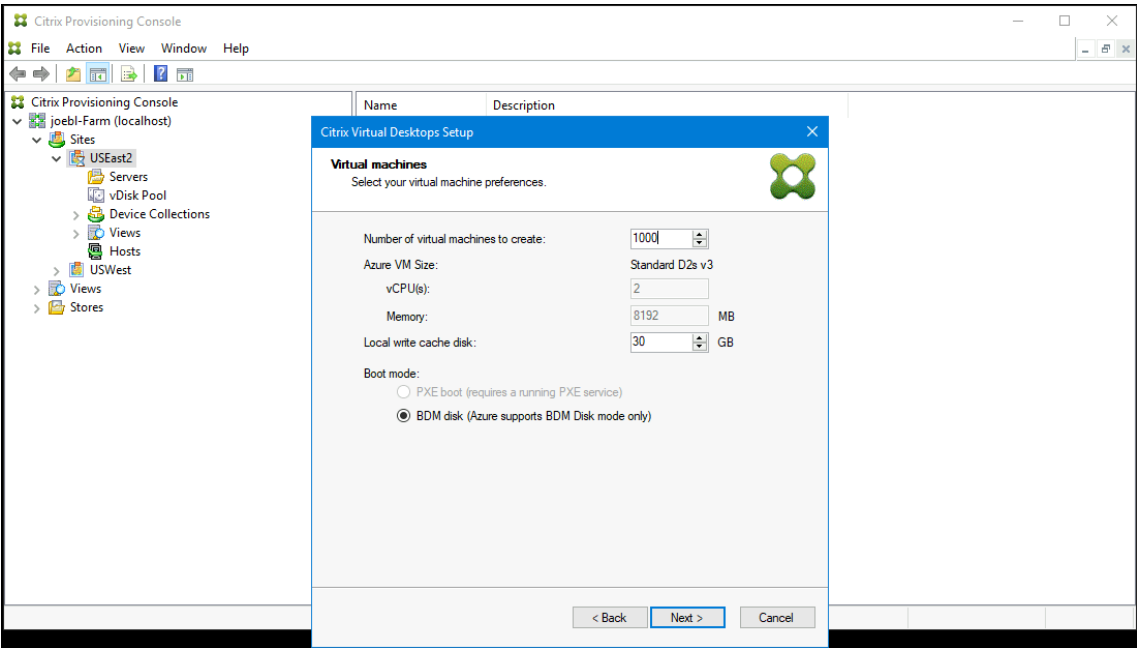 Citrix Provisioning Console
File Action View Window Help
Citrix Provisioning Console
joebl-Farm (localhost)
Sites
USEast2
Servers
vDisk Pool
Device Collections
Views
Hosts
USWest
Views
Stores
Name Description
Citrix Virtual Desktops Setup
Virtual machines
Select your virtual machine preferences.
Number of virtual machines to create: 1000
Azure VM Size: Standard D2s v3
vCPU(s): 2
Memory: 8192 MB
Local write cache disk: 30 GB
Boot mode:
PXE boot (requires a running PXE service)
BDM disk (Azure supports BDM Disk mode only)
< Back Next > Cancel